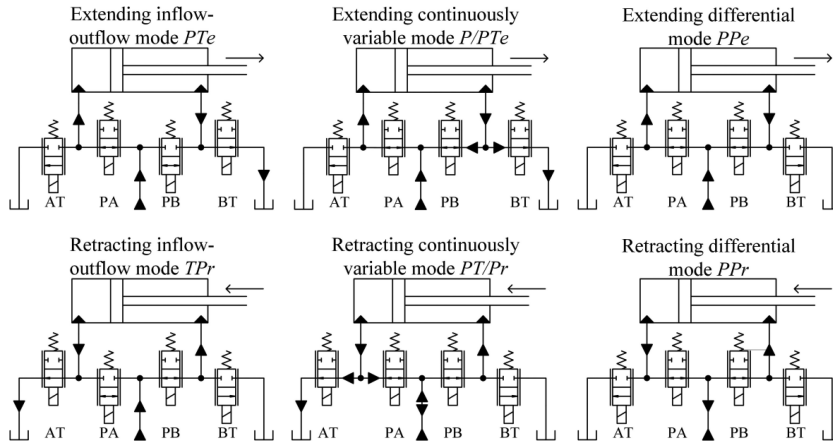 Extending inflow-
outflow mode PTe
Extending continuously
variable mode P/PTe
Extending differential
mode PPe
AT PA PB BT
AT PA PB BT
AT PA PB BT
Retracting inflow-
outflow mode TPr
Retracting continuously
variable mode PT/Pr
Retracting differential
mode PPr
AT PA PB BT
AT PA PB BT
AT PA PB BT